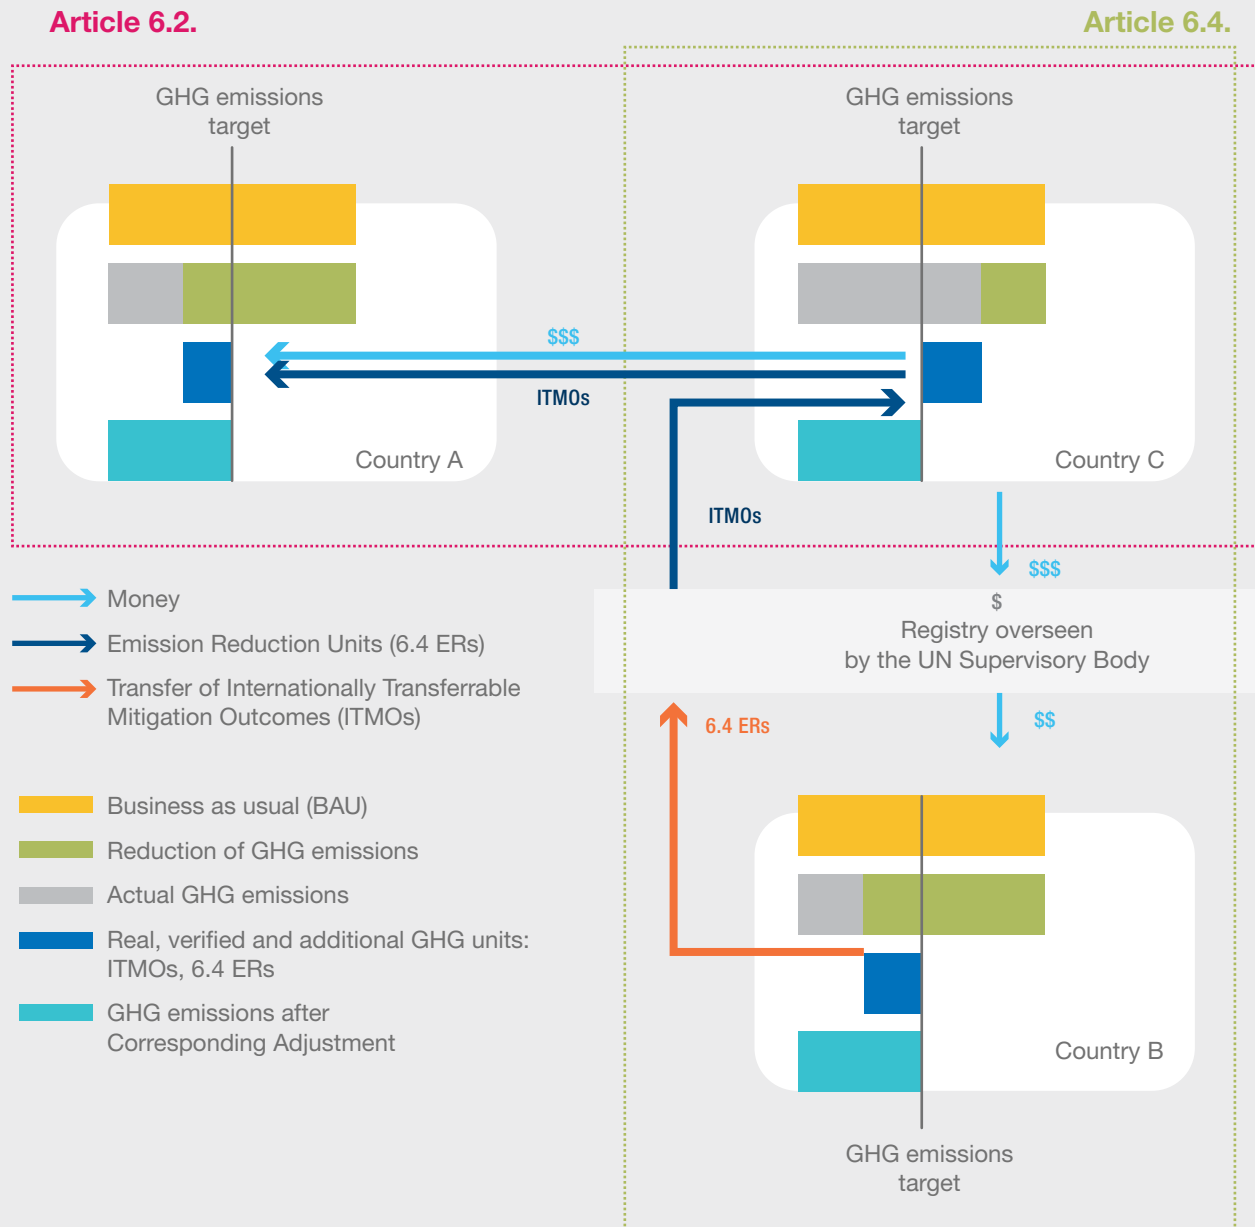 Article 6.2.
Article 6.4.
GHG emissions
target
GHG emissions
target
$$$
ITMOs
Country A
Country C
ITMOs
$$$
$
Registry overseen
by the UN Supervisory Body
$$
6.4 ERs
Money
Emission Reduction Units (6.4 ERs)
Transfer of Internationally Transferrable
Mitigation Outcomes (ITMOs)
Business as usual (BAU)
Reduction of GHG emissions
Actual GHG emissions
Real, verified and additional GHG units:
ITMOs, 6.4 ERs
GHG emissions after
Corresponding Adjustment
Country B
GHG emissions
target